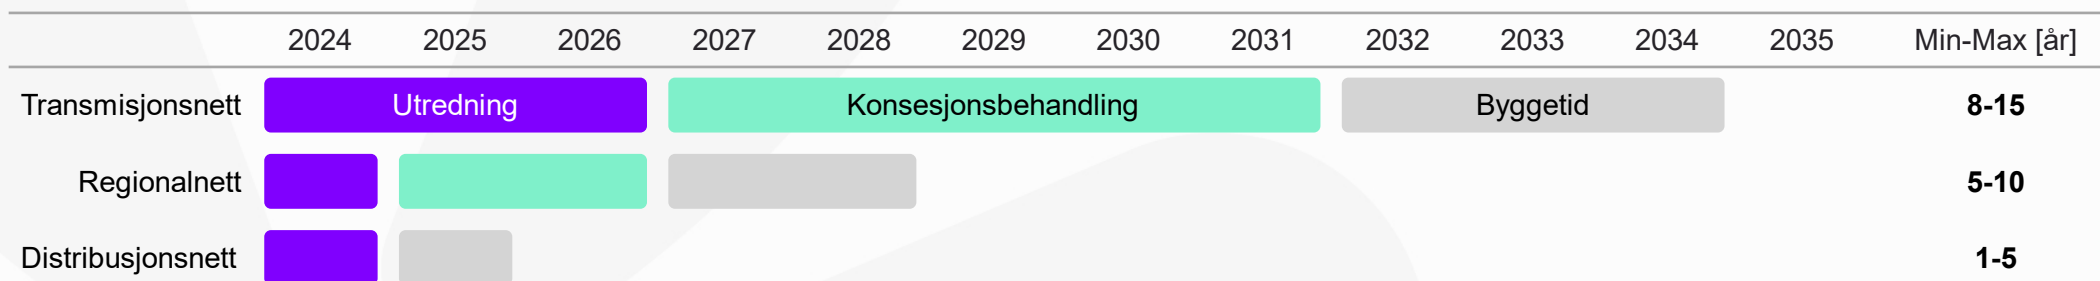 2024 2025 2026 2027 2028 2029 2030 2031 2032 2033 2034 2035 Min-Max [år]
Transmisjonsnett Utredning Konsesjonsbehandling Byggetid 8-15
Regionalnett 5-10
Distribusjonsnett 1-5